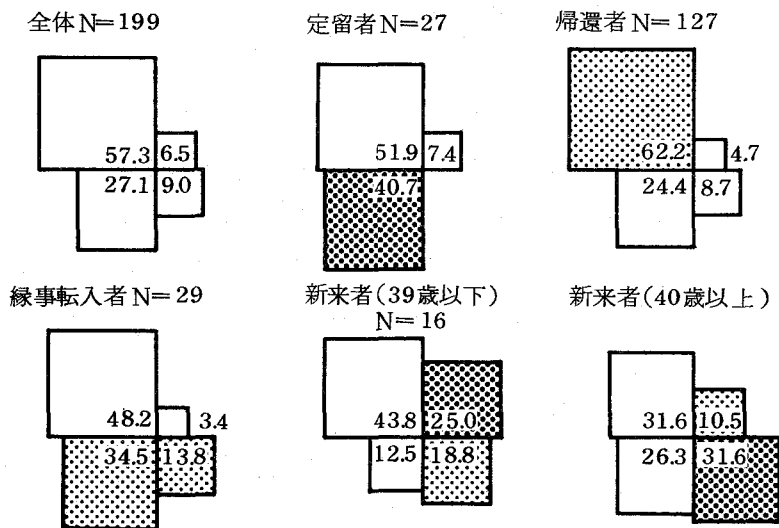 全体N=199
57.3 6.5
27.1 9.0
定留者N=27
51.9 7.4
40.7
帰還者N=127
62.2 4.7
24.4 8.7
縁事転入者N=29
48.2 3.4
34.5 13.8
新来者(39歳以下)
N=16
43.8 25.0
12.5 18.8
新来者(40歳以上)
31.6 10.5
26.3 31.6